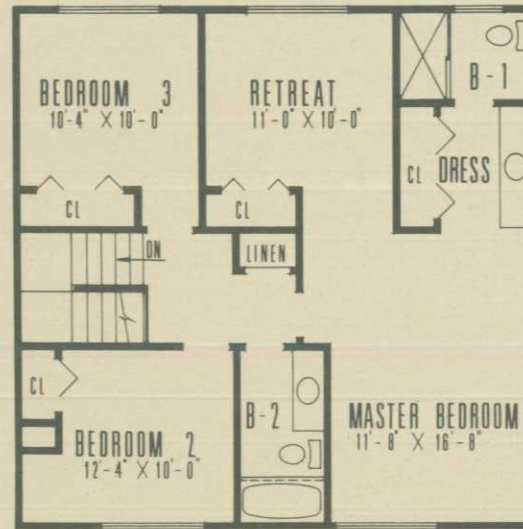 BEDROOM 3
10'-4" X 10'-0"
RETREAT
11'-0" X 10'-0"
B-1
CL
CL
CL
DRESS
DN
LINEN
CL
B-2
BEDROOM 2
12'-4" X 10'-0"
MASTER BEDROOM
11'-8" X 16'-8"